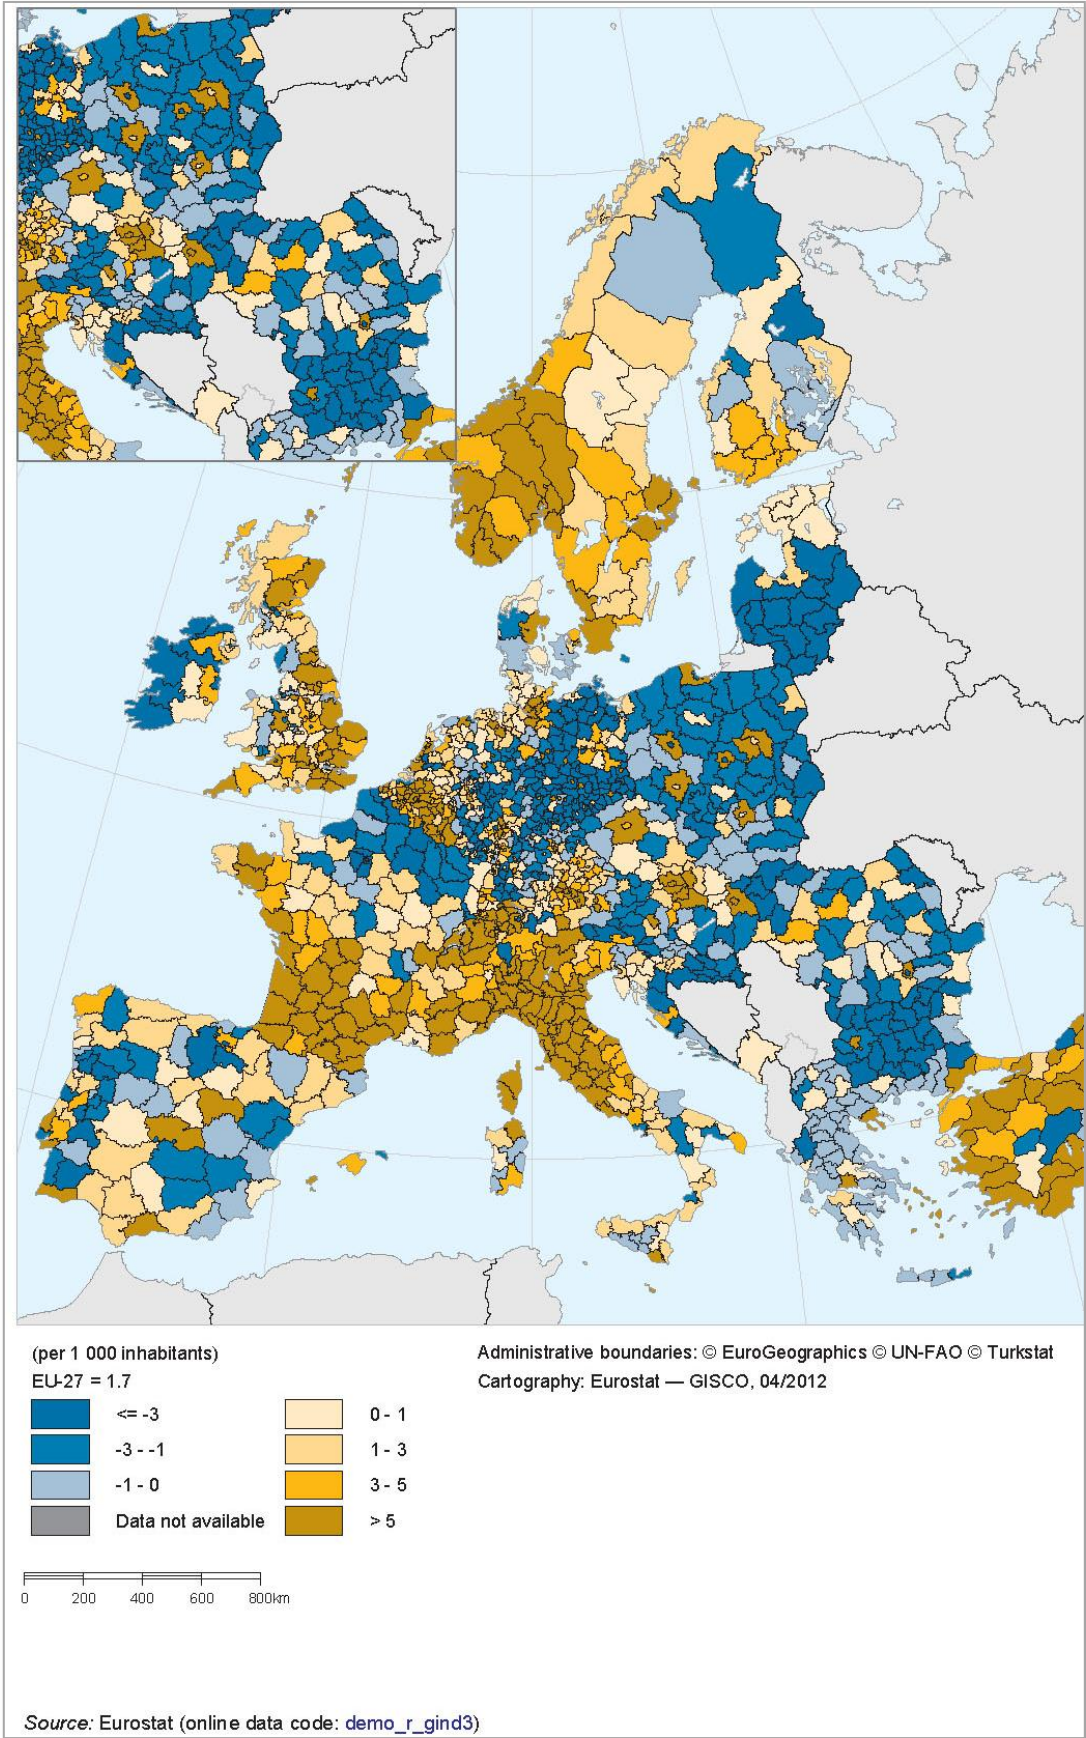 (per 1 000 inhabitants)
EU-27 = 1.7
<= -3
-3 - -1
-1 - 0
Data not available
0 - 1
1 - 3
3 - 5
> 5
Administrative boundaries: © EuroGeographics © UN-FAO © Turkstat
Cartography: Eurostat — GISCO, 04/2012
0 200 400 600 800km
Source: Eurostat (online data code: demo_r_gind3)